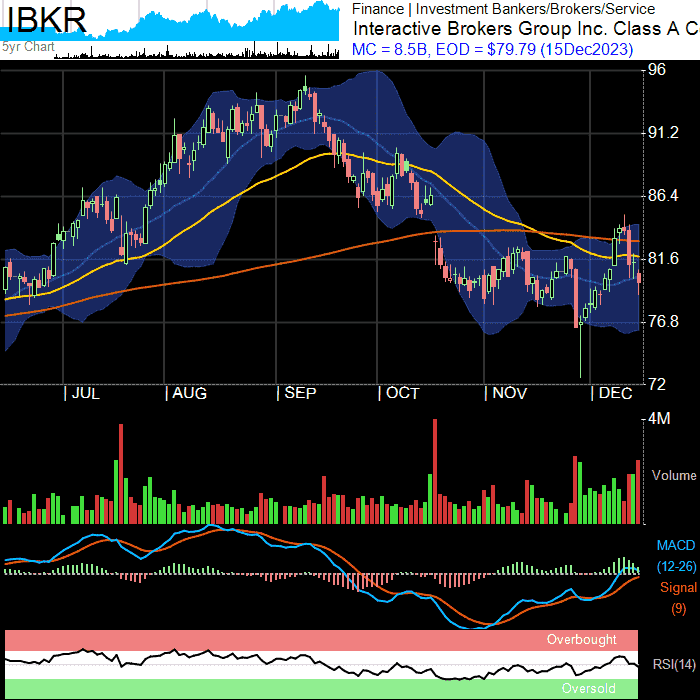 IBKR
5yr Chart
Finance | Investment Bankers/Brokers/Service
Interactive Brokers Group Inc. Class A C
MC = 8.5B, EOD = $79.79 (15Dec2023)
96
91.2
86.4
81.6
76.8
72
| JUL | AUG | SEP | OCT | NOV | DEC
4M
Volume
MACD
(12-26)
Signal
(9)
Overbought
RSI(14)
Oversold